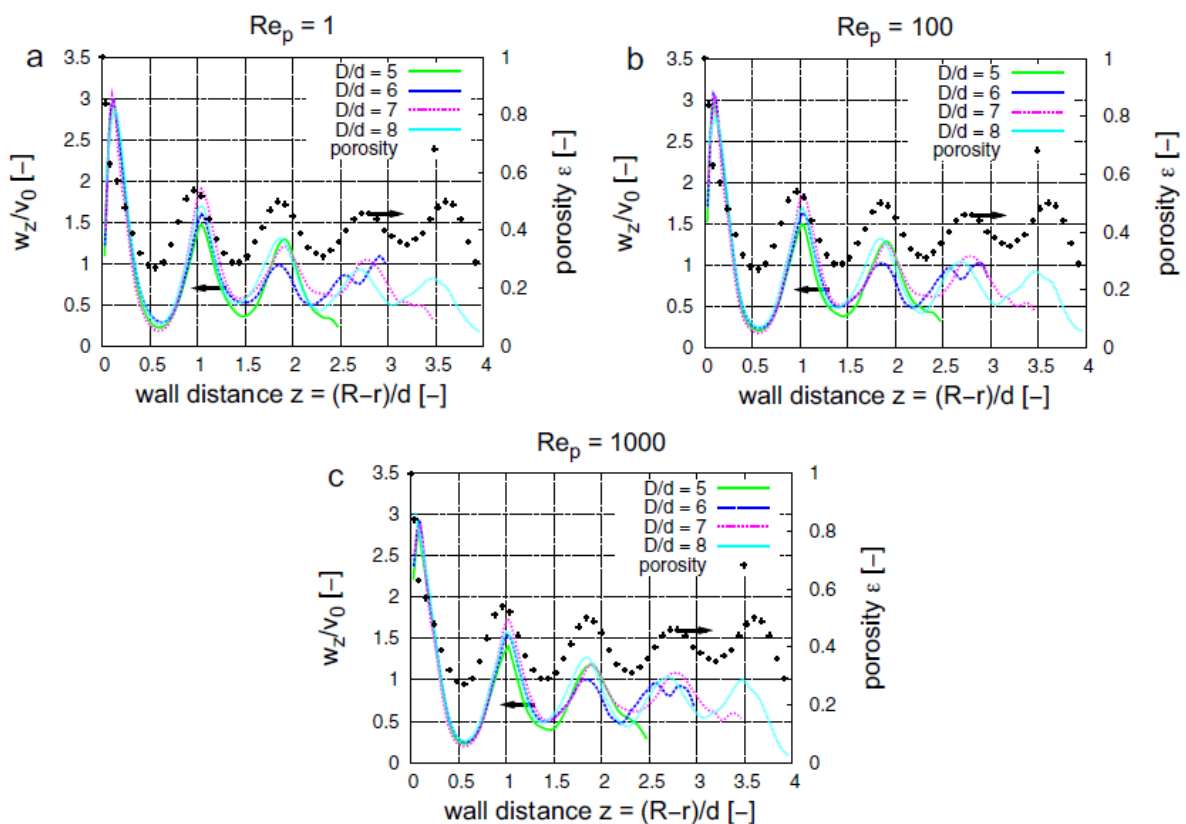 Re_p = 1
a
3.5
3
2.5
2
1.5
1
0.5
0
w_z/v_0 [−]
D/d = 5
D/d = 6
D/d = 7
D/d = 8
porosity
1
0.8
0.6
0.4
0.2
0
porosity ε [−]
0 0.5 1 1.5 2 2.5 3 3.5 4
wall distance z = (R−r)/d [−]
Re_p = 100
b
3.5
3
2.5
2
1.5
1
0.5
0
w_z/v_0 [−]
D/d = 5
D/d = 6
D/d = 7
D/d = 8
porosity
1
0.8
0.6
0.4
0.2
0
porosity ε [−]
0 0.5 1 1.5 2 2.5 3 3.5 4
wall distance z = (R−r)/d [−]
Re_p = 1000
c
3.5
3
2.5
2
1.5
1
0.5
0
w_z/v_0 [−]
D/d = 5
D/d = 6
D/d = 7
D/d = 8
porosity
1
0.8
0.6
0.4
0.2
0
porosity ε [−]
0 0.5 1 1.5 2 2.5 3 3.5 4
wall distance z = (R−r)/d [−]